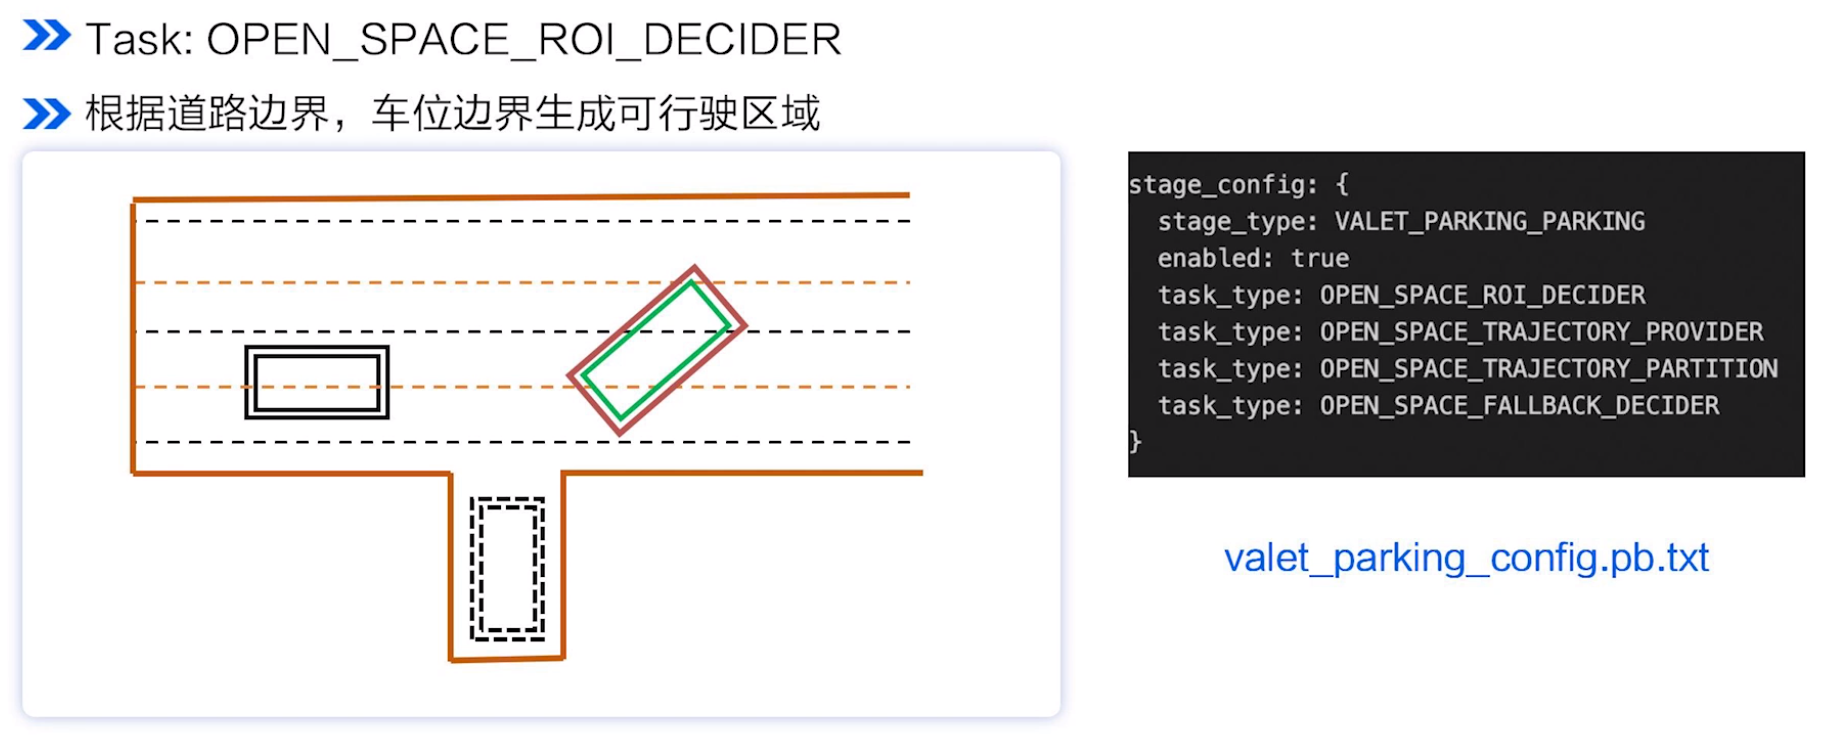 Task: OPEN_SPACE_ROI_DECIDER
根据道路边界，车位边界生成可行驶区域
stage_config: {
  stage_type: VALET_PARKING_PARKING
  enabled: true
  task_type: OPEN_SPACE_ROI_DECIDER
  task_type: OPEN_SPACE_TRAJECTORY_PROVIDER
  task_type: OPEN_SPACE_TRAJECTORY_PARTITION
  task_type: OPEN_SPACE_FALLBACK_DECIDER
}
valet_parking_config.pb.txt